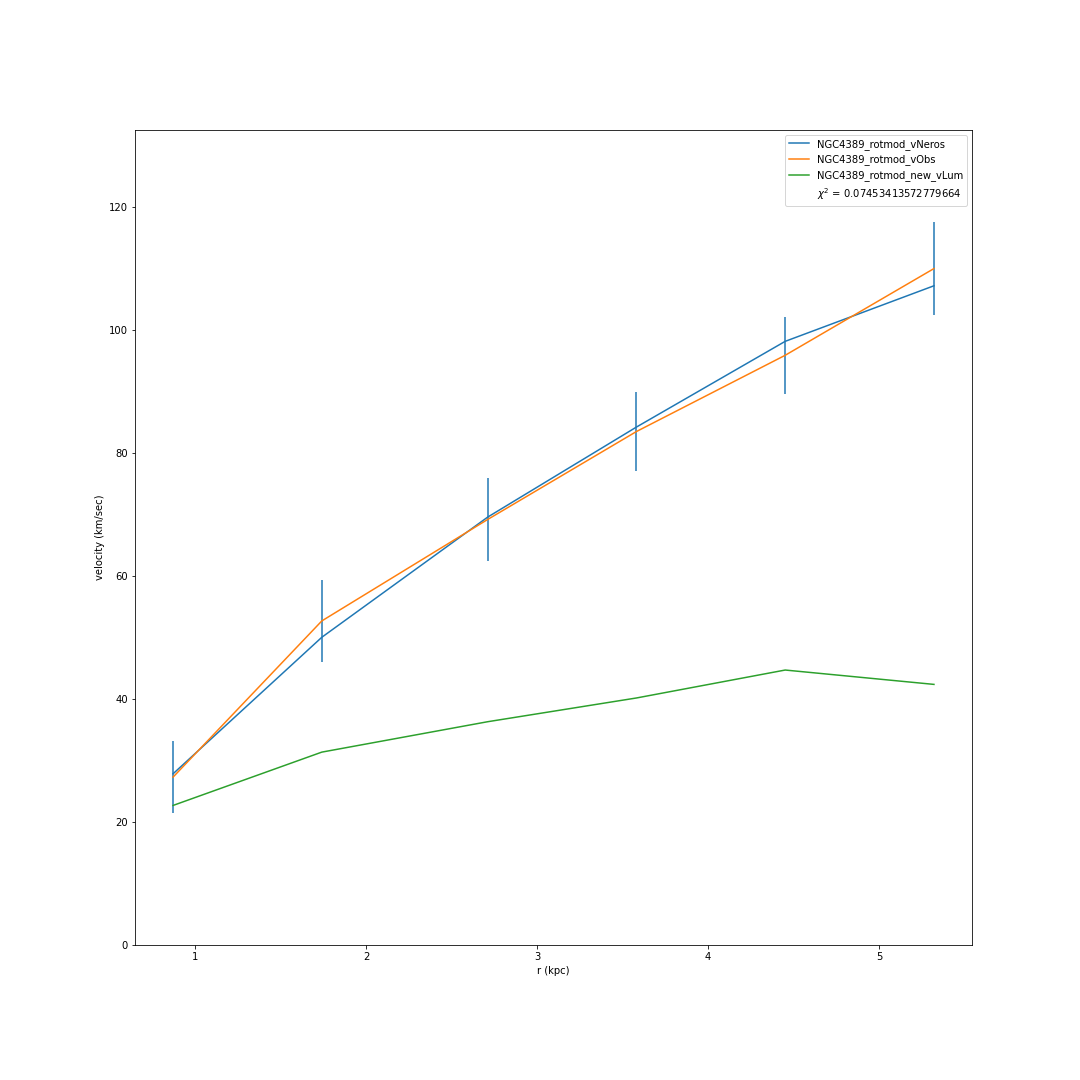 NGC4389_rotmod_vNeros
NGC4389_rotmod_vObs
NGC4389_rotmod_new_vLum
χ² = 0.07453413572779664
120
100
80
60
40
20
0
velocity (km/sec)
1 2 3 4 5
r (kpc)